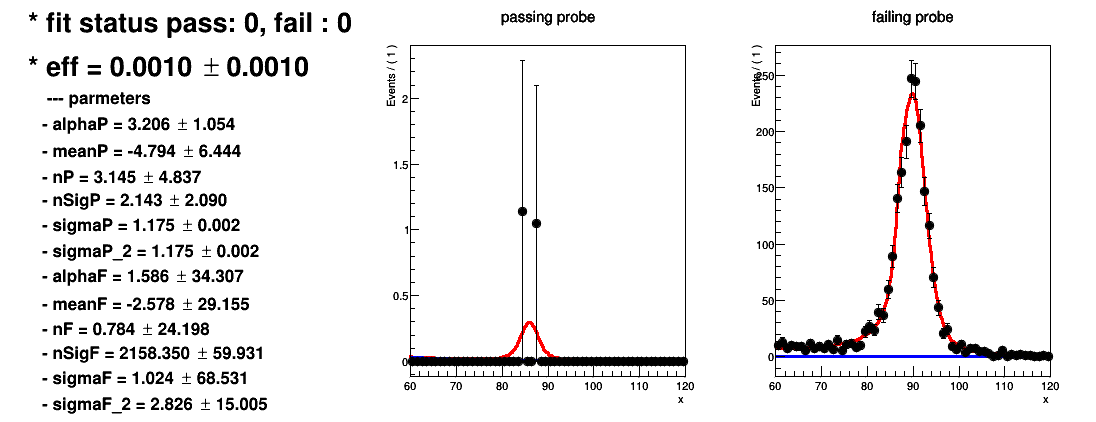 * fit status pass: 0, fail : 0
* eff = 0.0010 ± 0.0010
--- parmeters
- alphaP = 3.206 ± 1.054
- meanP = -4.794 ± 6.444
- nP = 3.145 ± 4.837
- nSigP = 2.143 ± 2.090
- sigmaP = 1.175 ± 0.002
- sigmaP_2 = 1.175 ± 0.002
- alphaF = 1.586 ± 34.307
- meanF = -2.578 ± 29.155
- nF = 0.784 ± 24.198
- nSigF = 2158.350 ± 59.931
- sigmaF = 1.024 ± 68.531
- sigmaF_2 = 2.826 ± 15.005
passing probe
Events / ( 1 )
2
1.5
1
0.5
0
60 70 80 90 100 110 120
x
failing probe
Events / ( 1 )
250
200
150
100
50
0
60 70 80 90 100 110 120
x